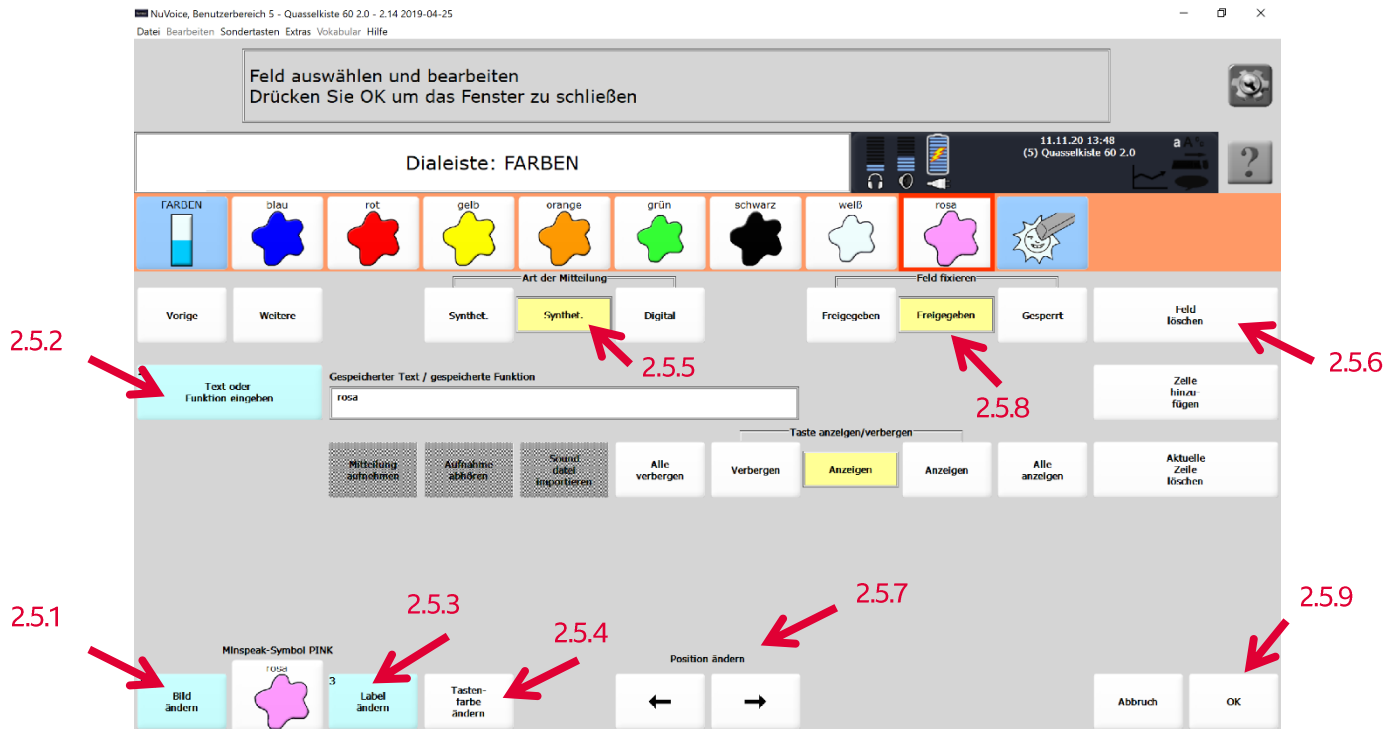 NuVoice, Benutzerbereich 5 - Quasselkiste 60 2.0 - 2.14 2019-04-25
Datei Bearbeiten Sondertasten Extras Vokabular Hilfe
Feld auswählen und bearbeiten
Drücken Sie OK um das Fenster zu schließen
Dialeiste: FARBEN
11.11.20 13:48
(5) Quasselkiste 60 2.0
a
?
FARBEN blau rot gelb orange grün schwarz weiß rosa
Art der Mitteilung
Feld fixieren
Vorige Weitere Synthet. Synthet. Digital Freigegeben Freigegeben Gesperrt
Feld
löschen
2.5.2
2.5.5
2.5.6
2.5.8
Text oder
Funktion eingeben
Gespeicherter Text / gespeicherte Funktion
rosa
Zelle
hinzu-
fügen
Taste anzeigen/verbergen
Mitteilung
aufnehmen
Aufnahme
abhören
Sound
datei
importieren
Alle
verbergen
Verbergen Anzeigen Anzeigen
Alle
anzeigen
Aktuelle
Zeile
löschen
2.5.1
2.5.3
2.5.4
2.5.7
2.5.9
Minspeak-Symbol PINK
Position ändern
Bild
ändern
rosa
3
Label
ändern
Tasten-
farbe
ändern
← →
Abbruch OK